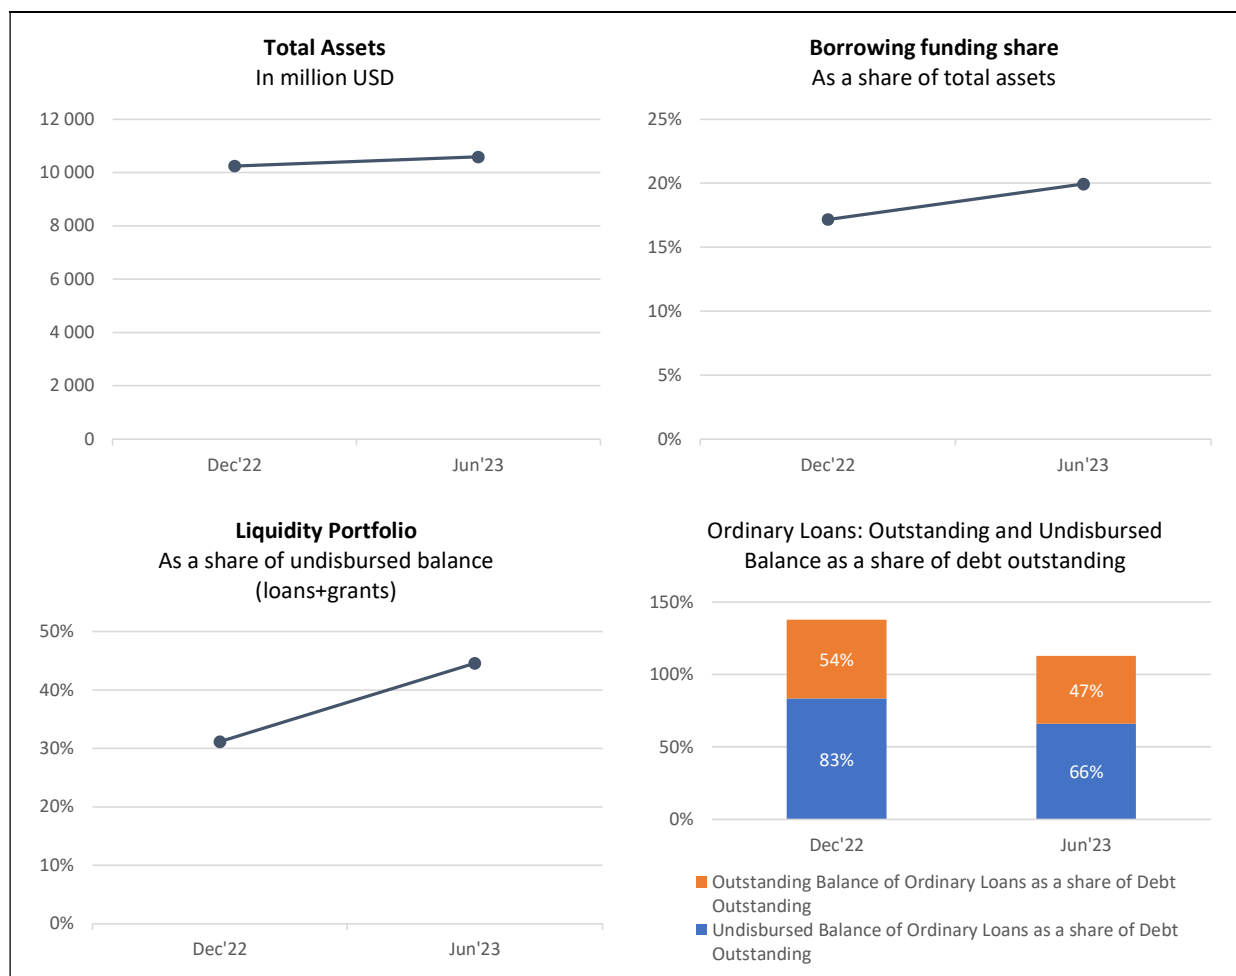 Total Assets
In million USD
12 000
10 000
8 000
6 000
4 000
2 000
0
Dec'22
Jun'23
Borrowing funding share
As a share of total assets
25%
20%
15%
10%
5%
0%
Dec'22
Jun'23
Liquidity Portfolio
As a share of undisbursed balance
(loans+grants)
50%
40%
30%
20%
10%
0%
Dec'22
Jun'23
Ordinary Loans: Outstanding and Undisbursed
Balance as a share of debt outstanding
150%
100%
50%
0%
54%
83%
47%
66%
Dec'22
Jun'23
Outstanding Balance of Ordinary Loans as a share of Debt
Outstanding
Undisbursed Balance of Ordinary Loans as a share of Debt
Outstanding